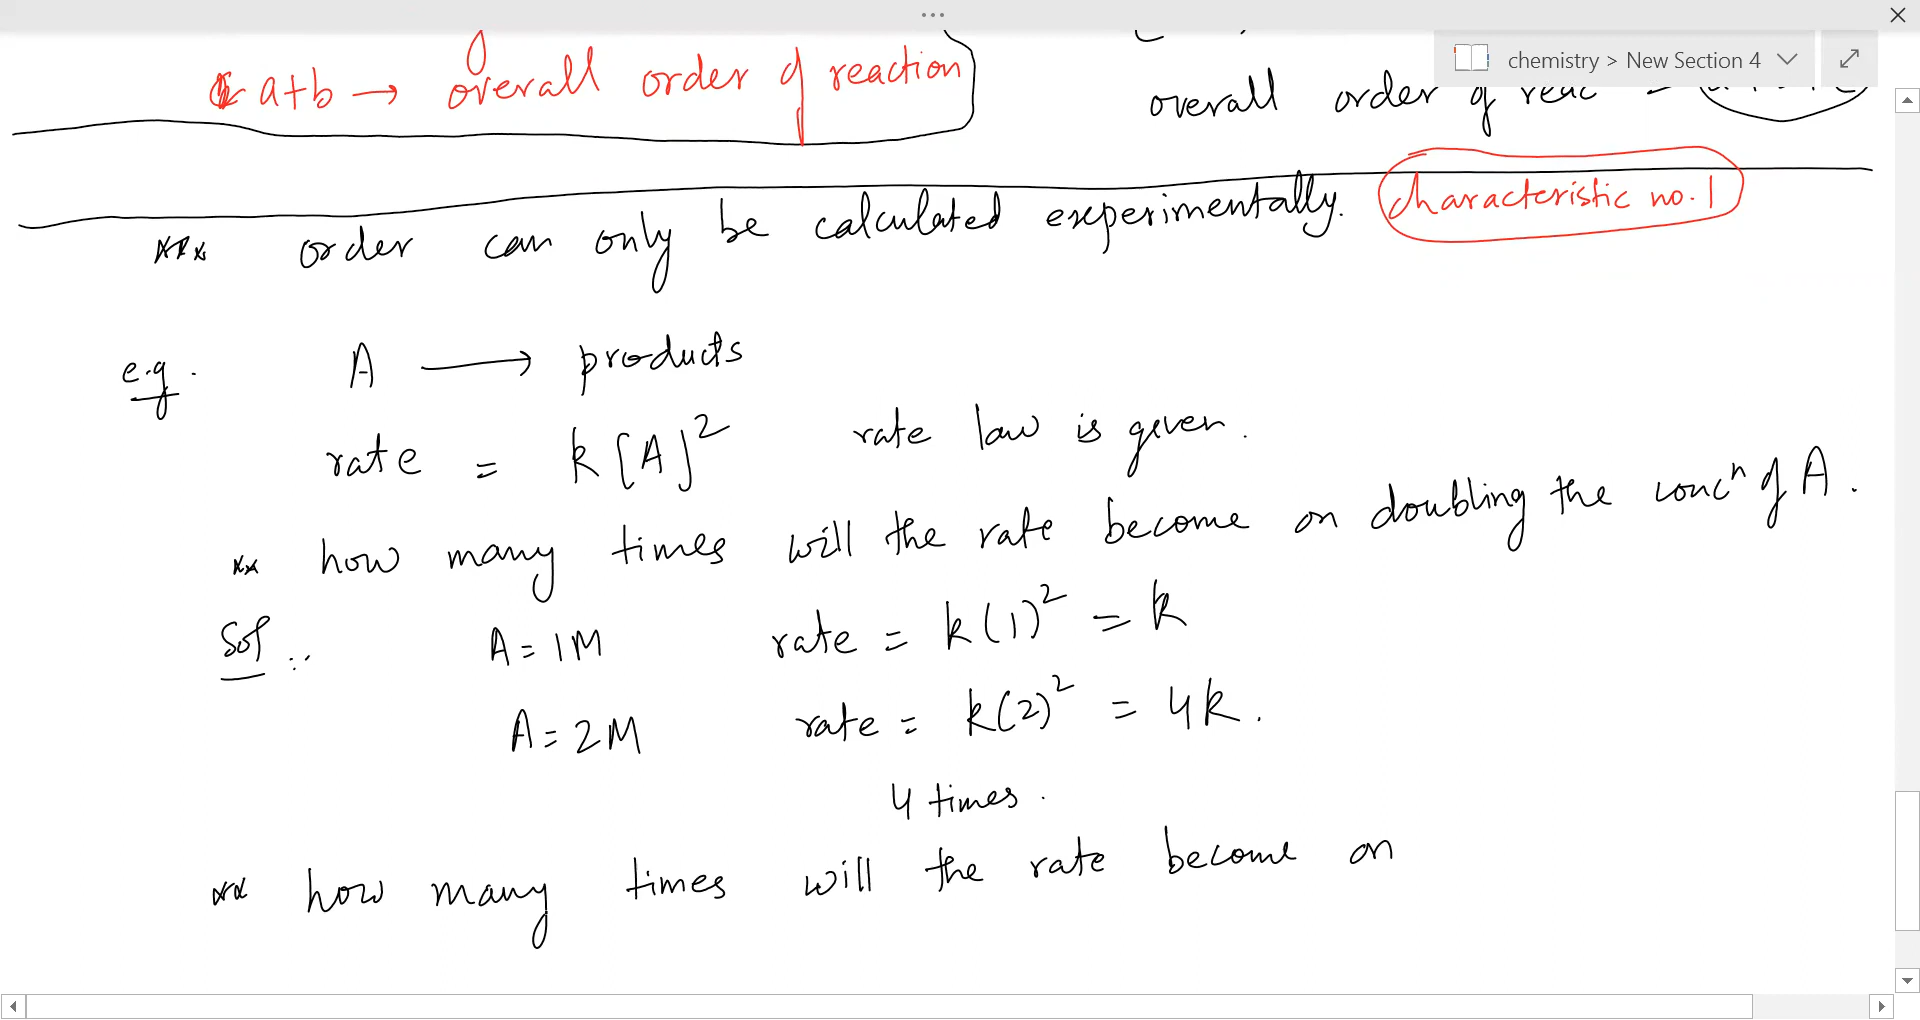 chemistry > New Section 4
a+b → overall order of reaction
overall order of reac =
*** order can only be calculated experimentally. characteristic no. 1
e.g. A → products
rate = k[A]² rate law is given.
** how many times will the rate become on doubling the concⁿ of A.
Sol A = 1M rate = k(1)² = k
A = 2M rate = k(2)² = 4k.
4 times.
** how many times will the rate become on